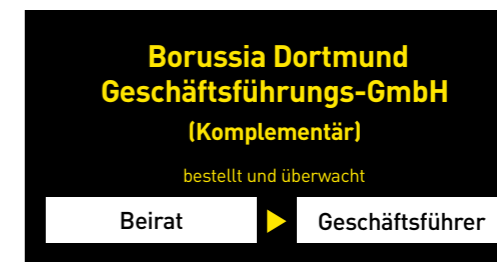 Borussia Dortmund
Geschäftsführungs-GmbH
(Komplementär)
bestellt und überwacht
Beirat
Geschäftsführer